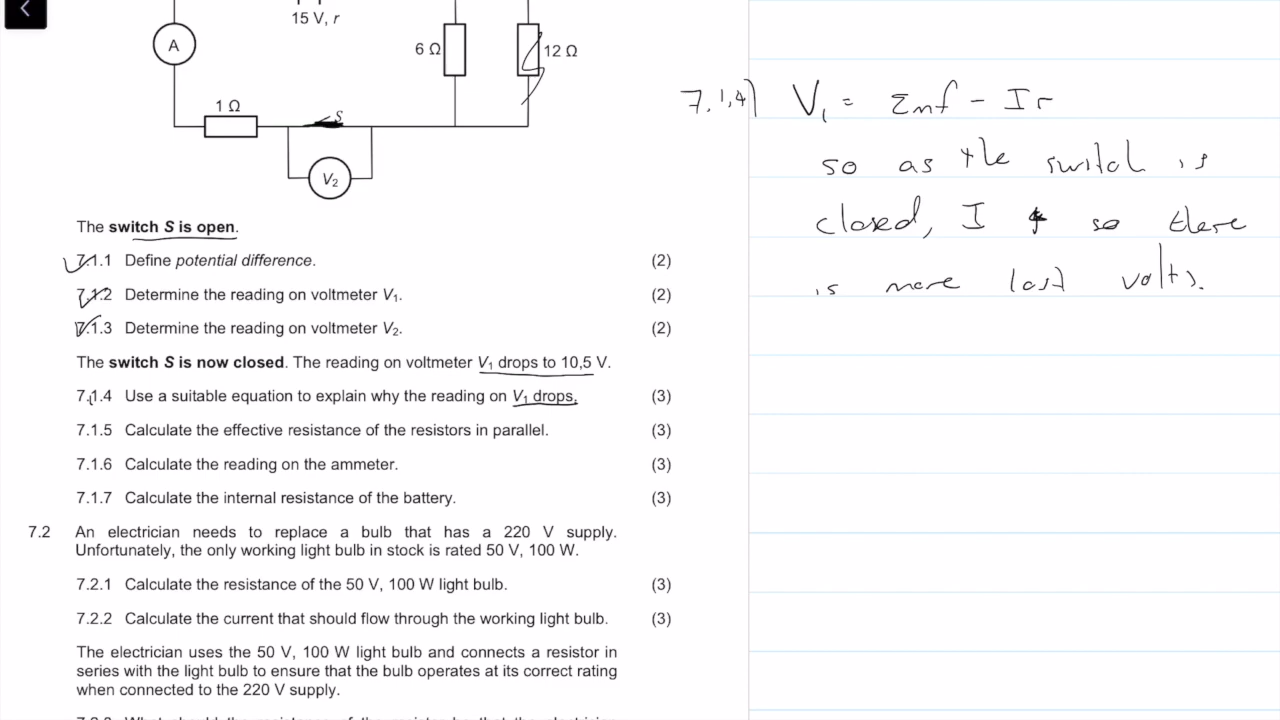 15 V, r
A
6 Ω
12 Ω
1 Ω
S
V2
The switch S is open.
7.1.1 Define potential difference. (2)
7.1.2 Determine the reading on voltmeter V1. (2)
7.1.3 Determine the reading on voltmeter V2. (2)
The switch S is now closed. The reading on voltmeter V1 drops to 10,5 V.
7.1.4 Use a suitable equation to explain why the reading on V1 drops. (3)
7.1.5 Calculate the effective resistance of the resistors in parallel. (3)
7.1.6 Calculate the reading on the ammeter. (3)
7.1.7 Calculate the internal resistance of the battery. (3)
7.2 An electrician needs to replace a bulb that has a 220 V supply.
Unfortunately, the only working light bulb in stock is rated 50 V, 100 W.
7.2.1 Calculate the resistance of the 50 V, 100 W light bulb. (3)
7.2.2 Calculate the current that should flow through the working light bulb. (3)
The electrician uses the 50 V, 100 W light bulb and connects a resistor in
series with the light bulb to ensure that the bulb operates at its correct rating
when connected to the 220 V supply.
7.1,4) V1 = Emf - Ir
so as the switch is
closed, I ↑ so there
is more lost volts.